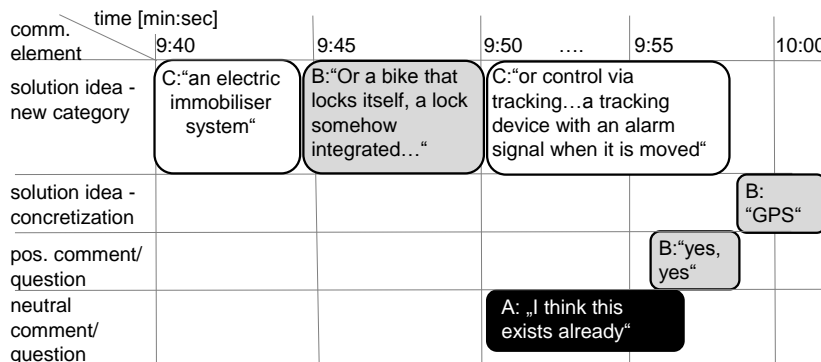 time [min:sec]
comm.
element
9:40
9:45
9:50
....
9:55
10:00
solution idea -
new category
C:“an electric
immobiliser
system“
B:“Or a bike that
locks itself, a lock
somehow
integrated…“
C:“or control via
tracking…a tracking
device with an alarm
signal when it is moved“
solution idea -
concretization
B:
“GPS“
pos. comment/
question
B:“yes,
yes“
neutral
comment/
question
A: „I think this
exists already“